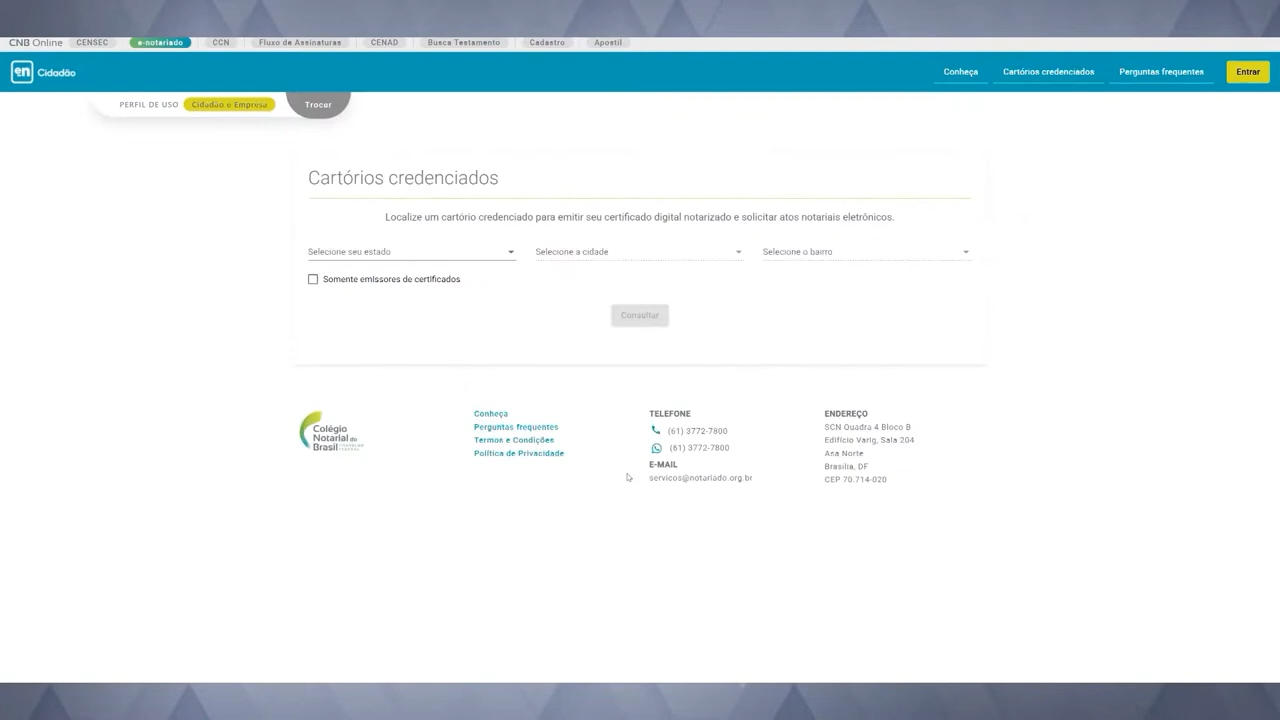 CNB Online CENSEC e-notariado CCN Fluxo de Assinaturas CENAD Busca Testamento Cadastro Apostil
en Cidadão Conheça Cartórios credenciados Perguntas frequentes Entrar
PERFIL DE USO Cidadão e Empresa Trocar
Cartórios credenciados
Localize um cartório credenciado para emitir seu certificado digital notarizado e solicitar atos notariais eletrônicos.
Selecione seu estado Selecione a cidade Selecione o bairro
Somente emissores de certificados
Consultar
Colégio
Notarial do
Brasil
Conheça
Perguntas frequentes
Termos e Condições
Política de Privacidade
TELEFONE
(61) 3772-7800
(61) 3772-7800
E-MAIL
servicos@notariado.org.br
ENDEREÇO
SCN Quadra 4 Bloco B
Edifício Varig, Sala 204
Asa Norte
Brasília, DF
CEP 70.714-020